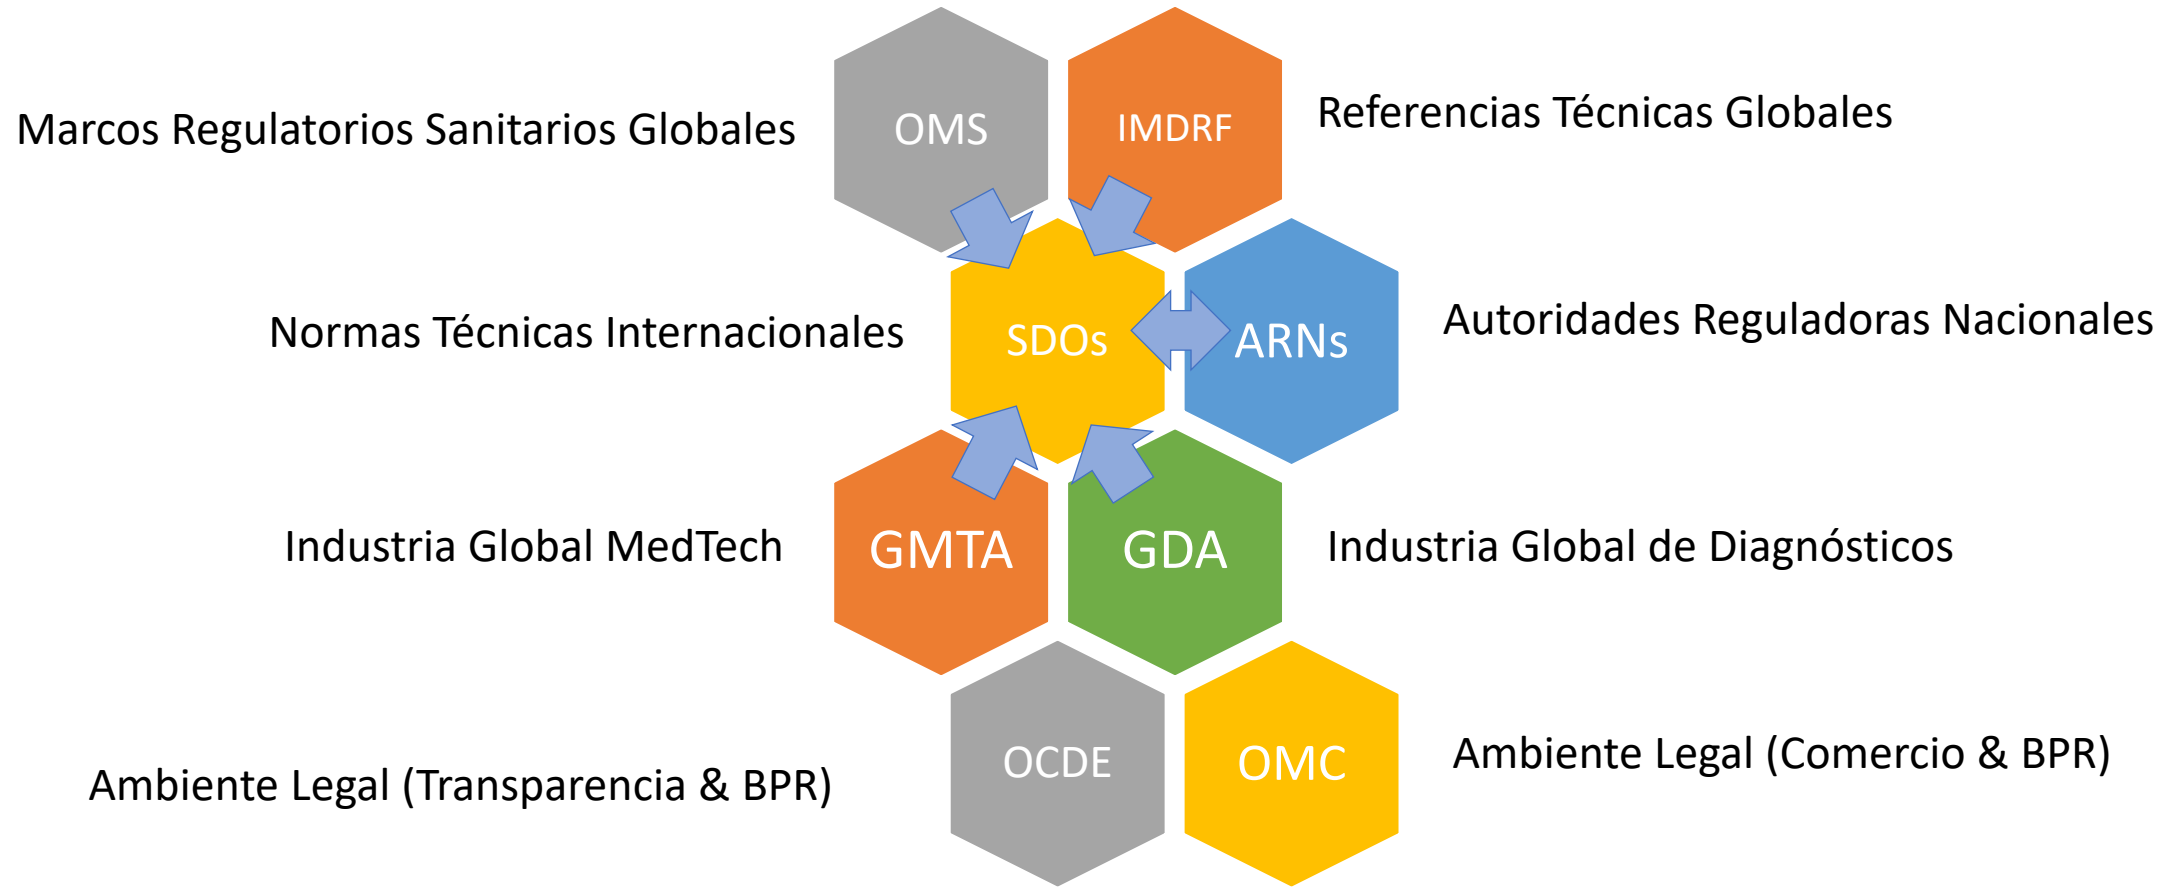 Marcos Regulatorios Sanitarios Globales
OMS
IMDRF
Referencias Técnicas Globales
Normas Técnicas Internacionales
SDOs
ARNs
Autoridades Reguladoras Nacionales
Industria Global MedTech
GMTA
GDA
Industria Global de Diagnósticos
Ambiente Legal (Transparencia & BPR)
OCDE
OMC
Ambiente Legal (Comercio & BPR)